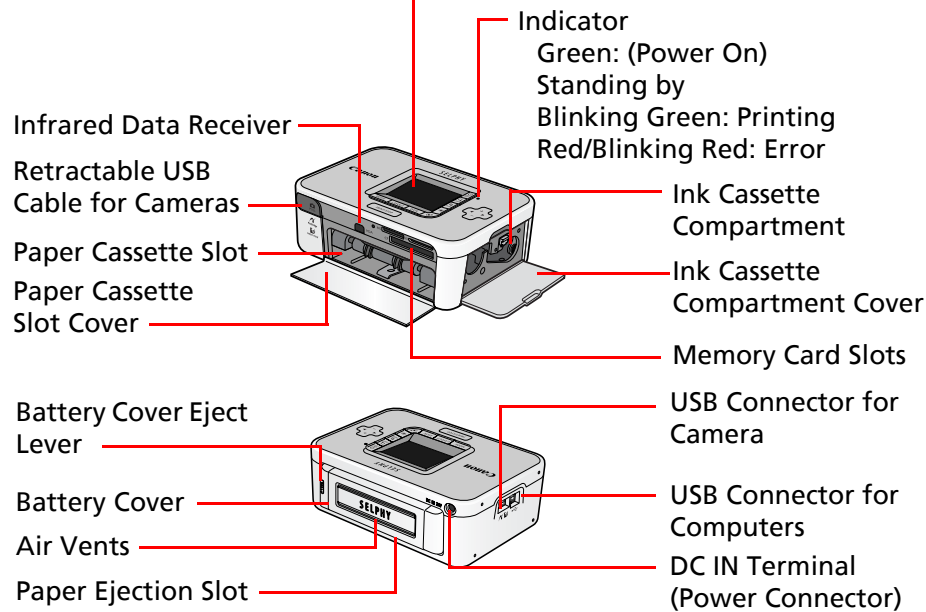 Indicator
Green: (Power On)
Standing by
Blinking Green: Printing
Red/Blinking Red: Error
Infrared Data Receiver
Retractable USB
Cable for Cameras
Paper Cassette Slot
Paper Cassette
Slot Cover
Canon
SELPHY
Ink Cassette
Compartment
Ink Cassette
Compartment Cover
Memory Card Slots
Battery Cover Eject
Lever
Battery Cover
Air Vents
Paper Ejection Slot
SELPHY
Canon
SELPHY
USB Connector for
Camera
USB Connector for
Computers
DC IN Terminal
(Power Connector)